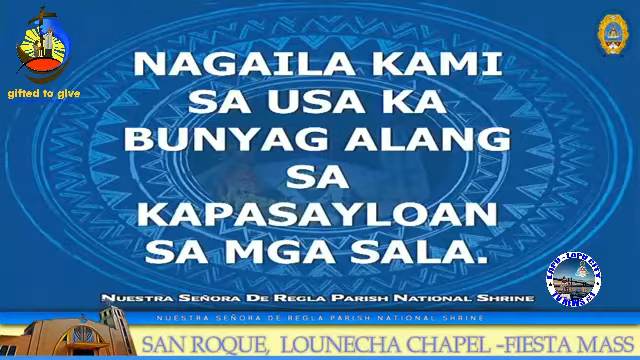 gifted to give
NAGAILA KAMI
SA USA KA
BUNYAG ALANG
SA
KAPASAYLOAN
SA MGA SALA.
NUESTRA SEÑORA DE REGLA PARISH NATIONAL SHRINE
NUESTRA SEÑORA DE REGLA PARISH NATIONAL SHRINE
SAN ROQUE, LOUNECHA CHAPEL -FIESTA MASS